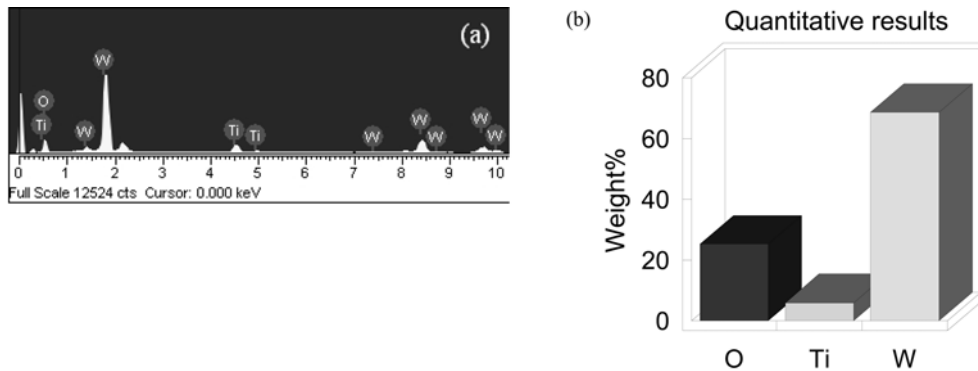 (a)
W
O
Ti
W
Ti
Ti
W
W
W
W
W
0 1 2 3 4 5 6 7 8 9 10
Full Scale 12524 cts Cursor: 0.000 keV
(b)
Quantitative results
Weight%
80
60
40
20
0
O Ti W